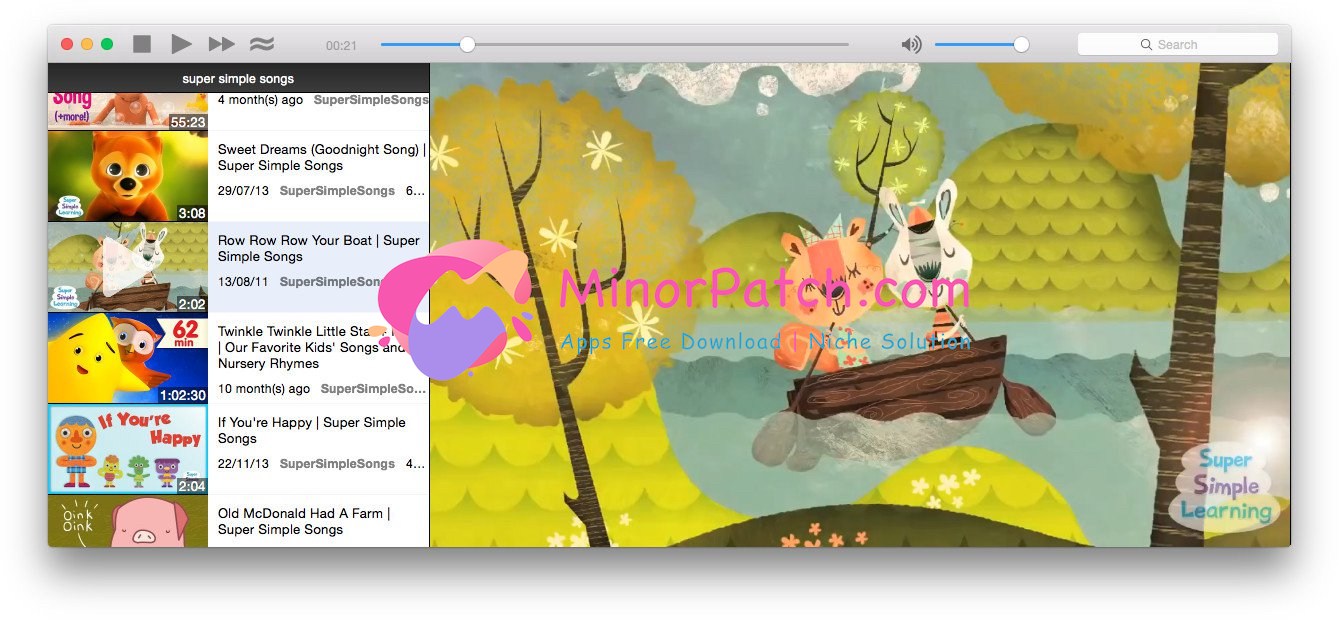 00:21
Search
super simple songs
Song
(+more!)
55:23
4 month(s) ago SuperSimpleSongs
Super
Simple
Learning
3:08
Sweet Dreams (Goodnight Song) |
Super Simple Songs
29/07/13 SuperSimpleSongs 6...
Super
Simple
Learning
2:02
Row Row Row Your Boat | Super
Simple Songs
13/08/11 SuperSimpleSongs
62
min
1:02:30
Twinkle Twinkle Little Star
| Our Favorite Kids' Songs and
Nursery Rhymes
10 month(s) ago SuperSimpleSo...
If You're
Happy
2:04
If You're Happy | Super Simple
Songs
22/11/13 SuperSimpleSongs 4...
Oink
Oink
Old McDonald Had A Farm |
Super Simple Songs
MinorPatch.com
Apps Free Download | Niche Solution
Super
Simple
Learning